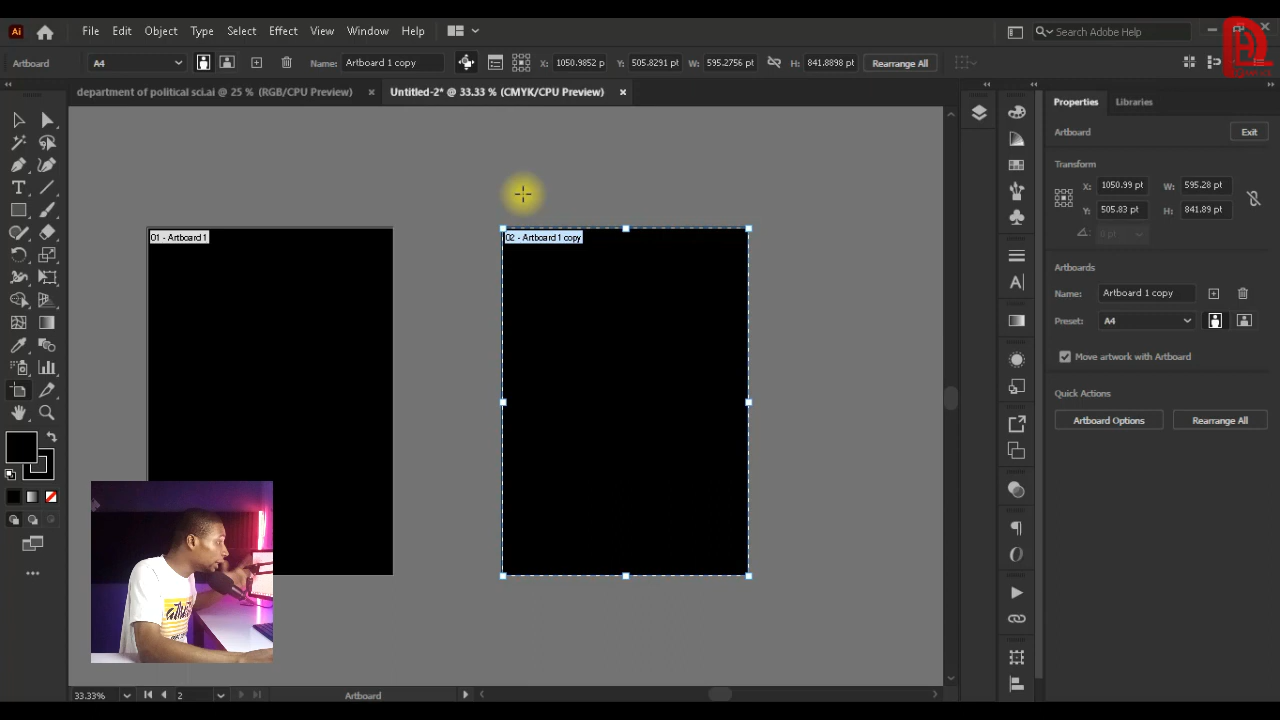 Ai File Edit Object Type Select Effect View Window Help Search Adobe Help
Artboard A4 Name: Artboard 1 copy X: 1050.9852 p Y: 505.8291 pt W: 595.2756 pt H: 841.8898 pt Rearrange All
department of political sci.ai @ 25 % (RGB/CPU Preview) Untitled-2* @ 33.33 % (CMYK/CPU Preview)
Properties Libraries
Artboard Exit
Transform
X: 1050.99 pt W: 595.28 pt
Y: 505.83 pt H: 841.89 pt
0 pt
01 - Artboard 1
02 - Artboard 1 copy
Artboards
Name: Artboard 1 copy
Preset: A4
Move artwork with Artboard
Quick Actions
Artboard Options Rearrange All
33.33% 2 Artboard